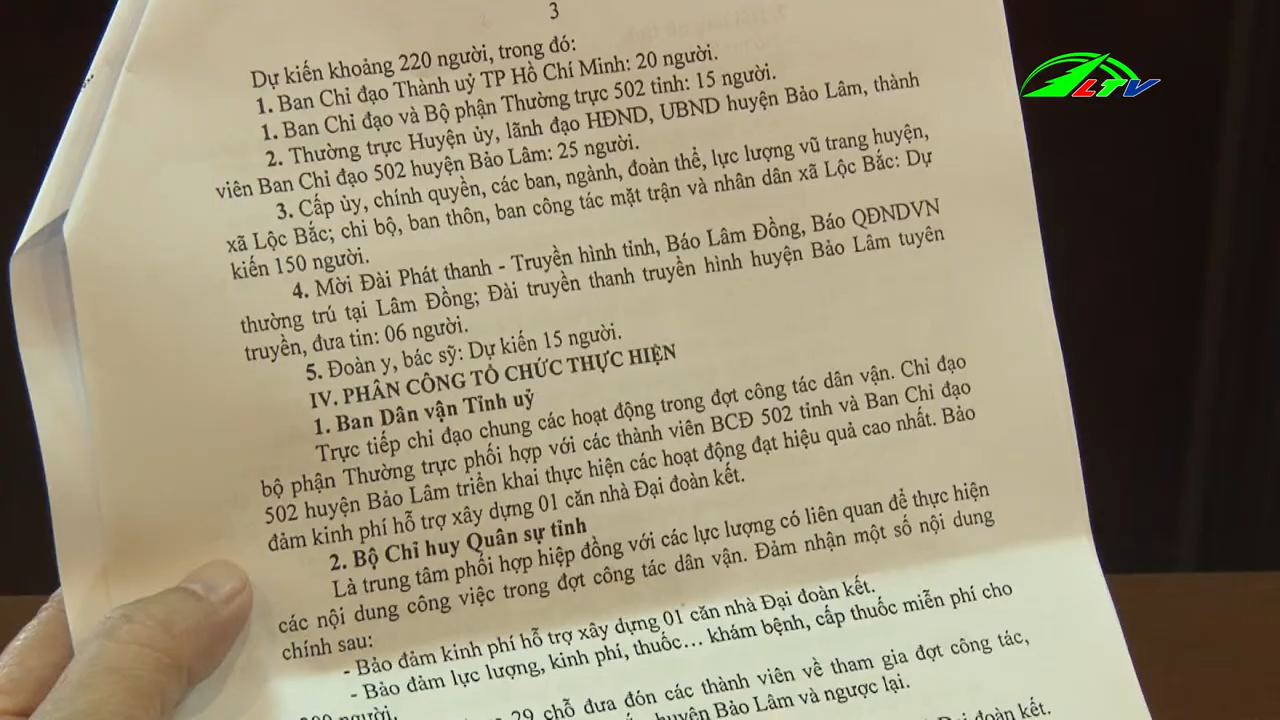 3
Dự kiến khoảng 220 người, trong đó:
1. Ban Chỉ đạo Thành uỷ TP Hồ Chí Minh: 20 người.
1. Ban Chỉ đạo và Bộ phận Thường trực 502 tỉnh: 15 người.
2. Thường trực Huyện ủy, lãnh đạo HĐND, UBND huyện Bảo Lâm, thành
viên Ban Chỉ đạo 502 huyện Bảo Lâm: 25 người.
3. Cấp ủy, chính quyền, các ban, ngành, đoàn thể, lực lượng vũ trang huyện,
xã Lộc Bắc; chi bộ, ban thôn, ban công tác mặt trận và nhân dân xã Lộc Bắc: Dự
kiến 150 người.
4. Mời Đài Phát thanh - Truyền hình tỉnh, Báo Lâm Đồng, Báo QĐNDVN
thường trú tại Lâm Đồng; Đài truyền thanh truyền hình huyện Bảo Lâm tuyên
truyền, đưa tin: 06 người.
5. Đoàn y, bác sỹ: Dự kiến 15 người.
IV. PHÂN CÔNG TỔ CHỨC THỰC HIỆN
1. Ban Dân vận Tỉnh uỷ
Trực tiếp chỉ đạo chung các hoạt động trong đợt công tác dân vận. Chỉ đạo
bộ phận Thường trực phối hợp với các thành viên BCĐ 502 tỉnh và Ban Chỉ đạo
502 huyện Bảo Lâm triển khai thực hiện các hoạt động đạt hiệu quả cao nhất. Bảo
đảm kinh phí hỗ trợ xây dựng 01 căn nhà Đại đoàn kết.
2. Bộ Chỉ huy Quân sự tỉnh
Là trung tâm phối hợp hiệp đồng với các lực lượng có liên quan để thực hiện
các nội dung công việc trong đợt công tác dân vận. Đảm nhận một số nội dung
chính sau:
- Bảo đảm kinh phí hỗ trợ xây dựng 01 căn nhà Đại đoàn kết.
- Bảo đảm lực lượng, kinh phí, thuốc… khám bệnh, cấp thuốc miễn phí cho
người.
29 chỗ đưa đón các thành viên về tham gia đợt công tác,
huyện Bảo Lâm và ngược lại.
đoàn kết.
LTV